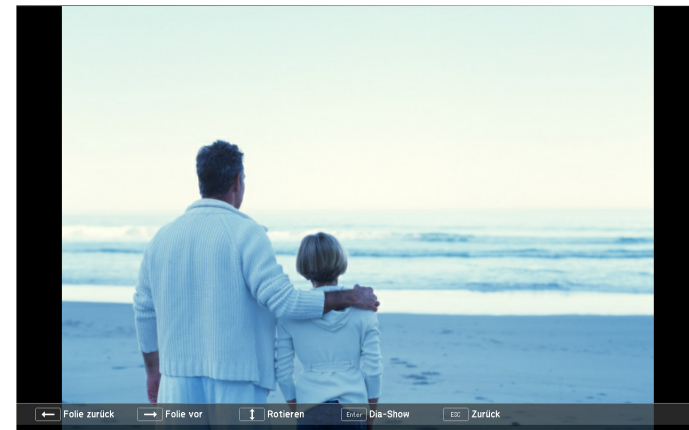 ← Folie zurück → Folie vor ↕ Rotieren Enter Dia-Show ESC Zurück